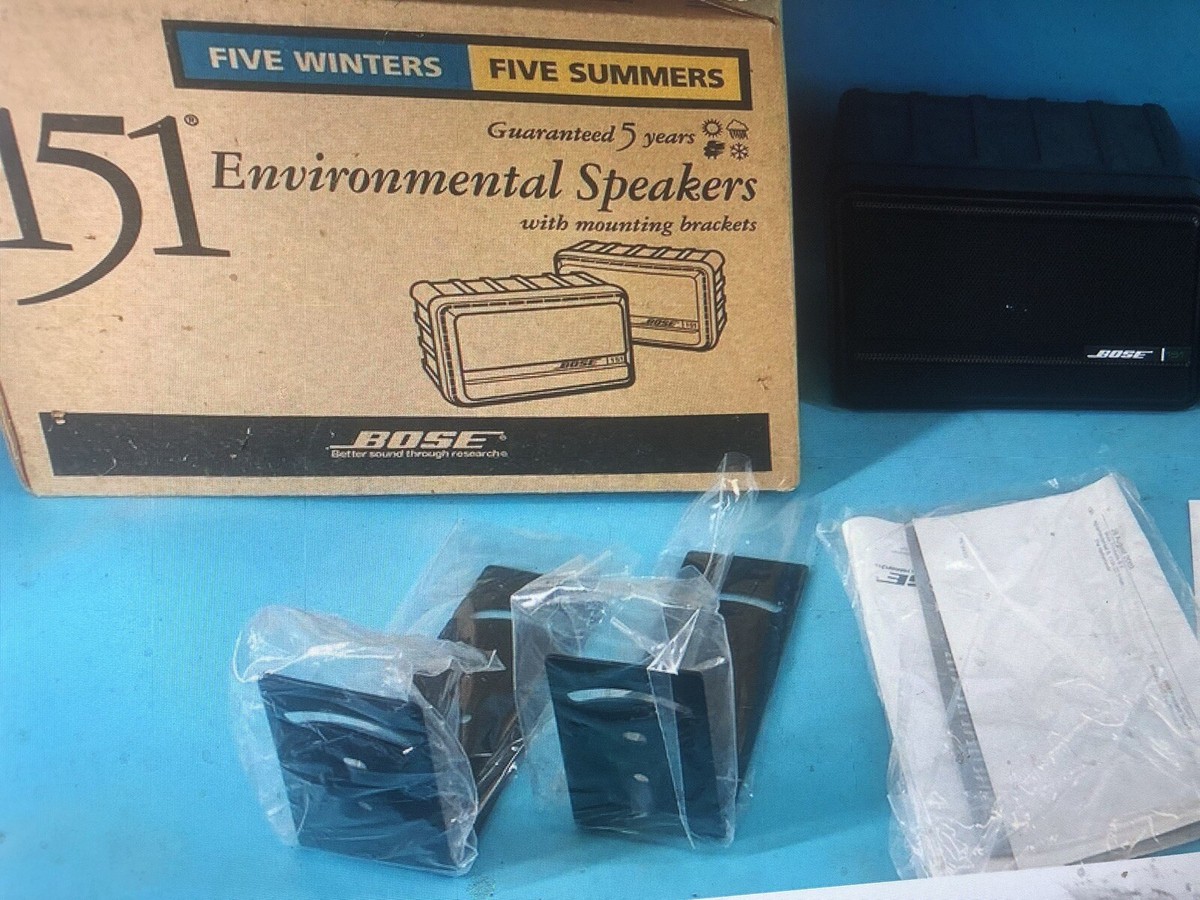 FIVE WINTERS FIVE SUMMERS
151®
Guaranteed 5 years
Environmental Speakers
with mounting brackets
BOSE 151
BOSE 151
BOSE®
Better sound through research®
BOSE